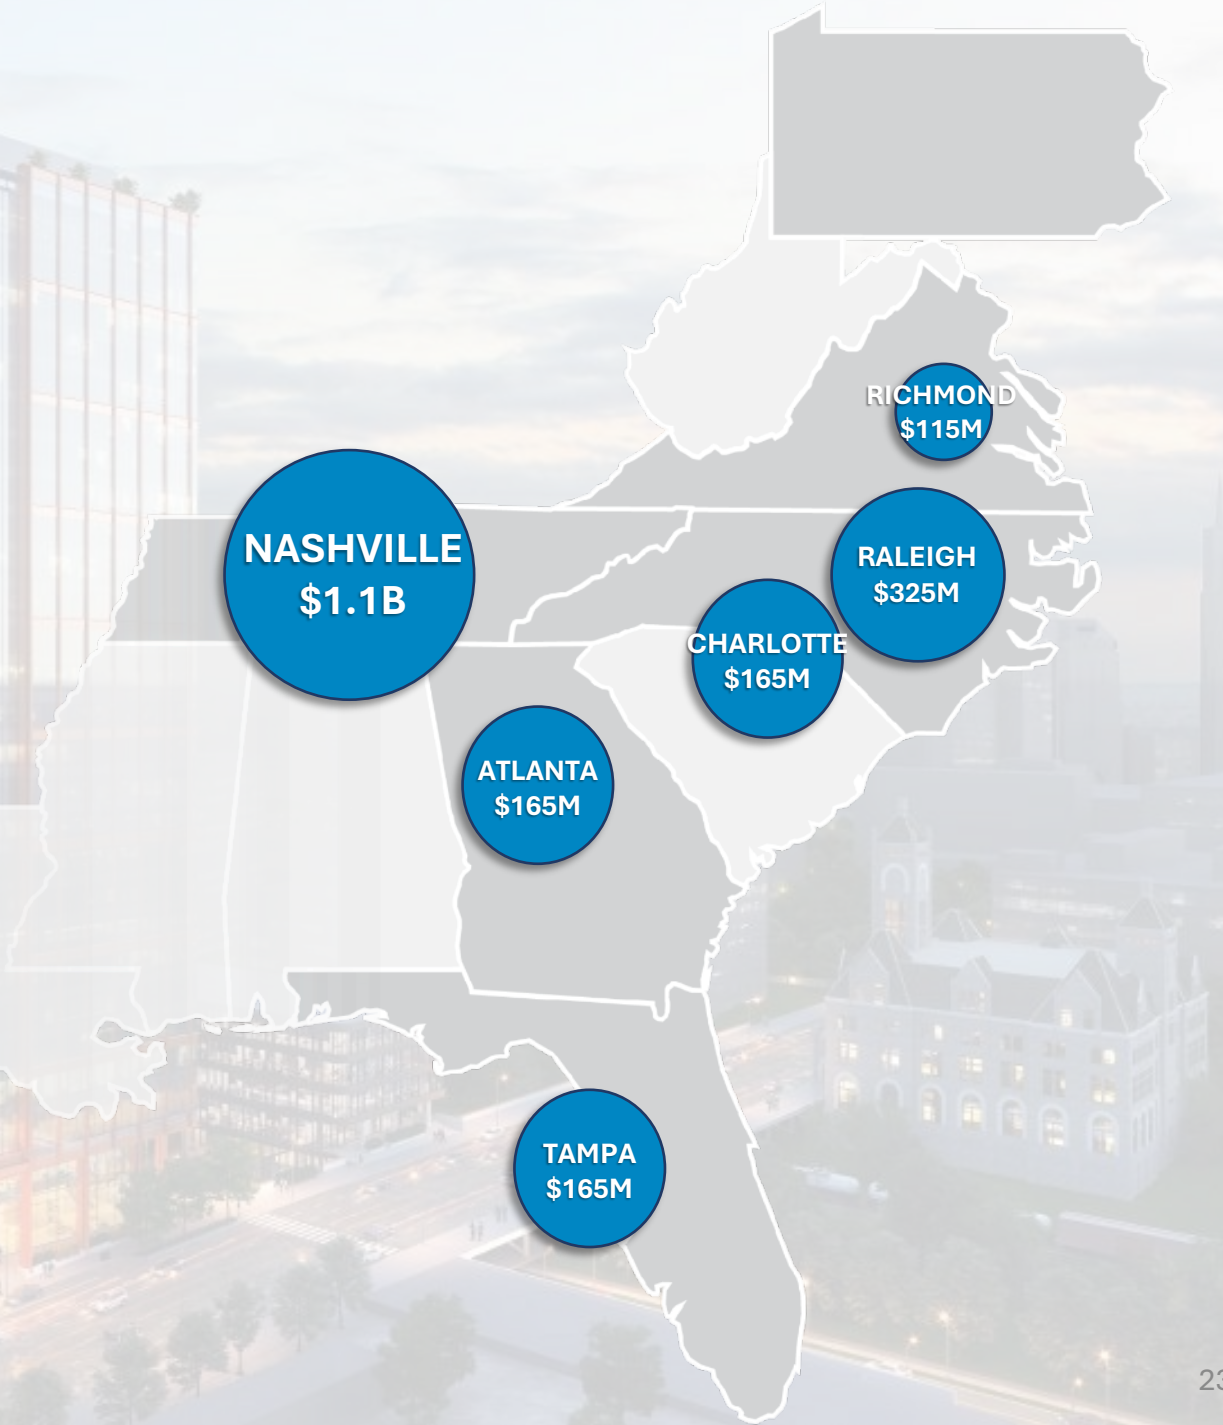 RICHMOND
$115M
NASHVILLE
$1.1B
RALEIGH
$325M
CHARLOTTE
$165M
ATLANTA
$165M
TAMPA
$165M
23